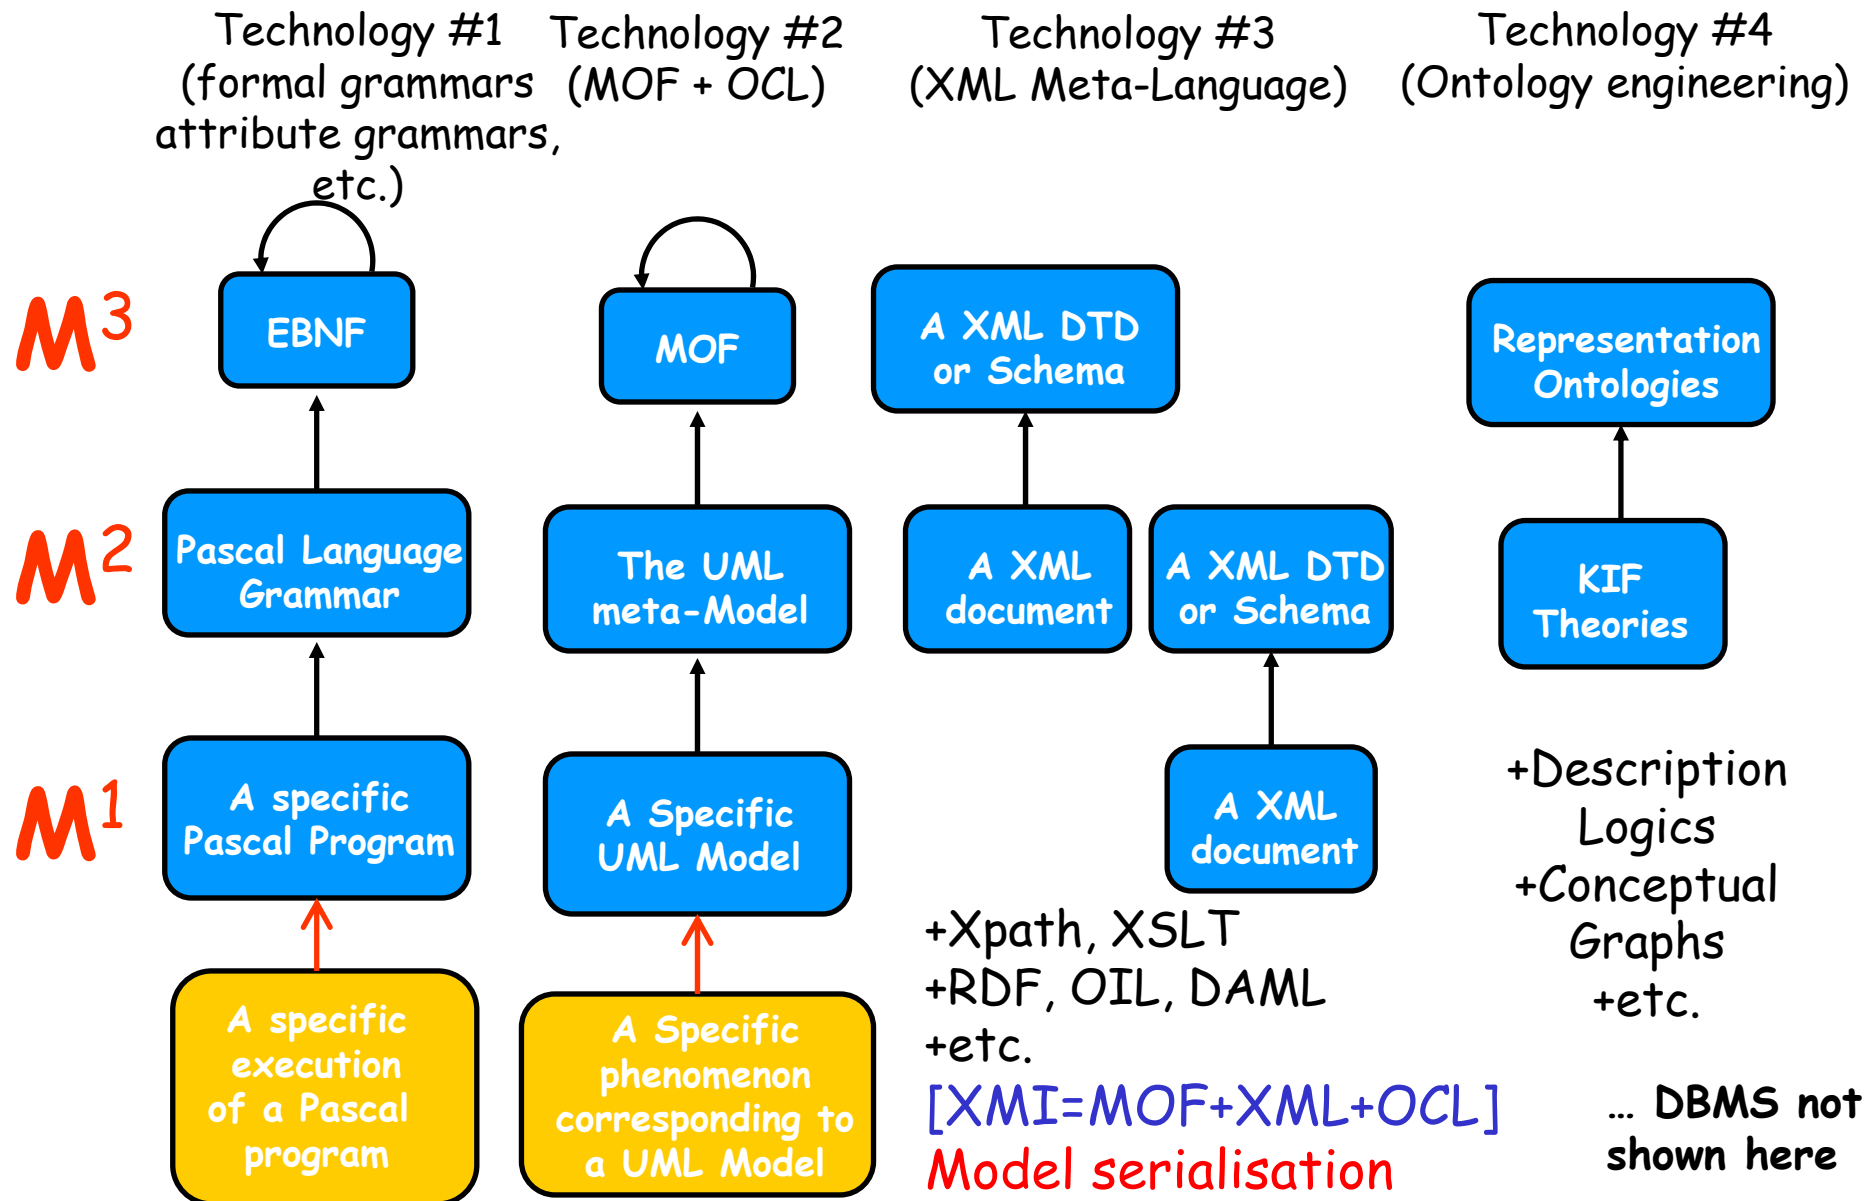 Technology #1
(formal grammars
attribute grammars,
etc.)
Technology #2
(MOF + OCL)
Technology #3
(XML Meta-Language)
Technology #4
(Ontology engineering)
M3
EBNF
MOF
A XML DTD
or Schema
Representation
Ontologies
M2
Pascal Language
Grammar
The UML
meta-Model
A XML
document
A XML DTD
or Schema
KIF
Theories
M1
A specific
Pascal Program
A Specific
UML Model
A XML
document
+Description
Logics
+Conceptual
Graphs
+etc.
A specific
execution
of a Pascal
program
A Specific
phenomenon
corresponding to
a UML Model
+Xpath, XSLT
+RDF, OIL, DAML
+etc.
[XMI=MOF+XML+OCL]
Model serialisation
... DBMS not
shown here